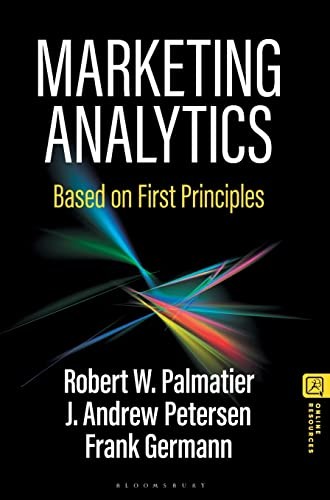 MARKETING
ANALYTICS
Based on First Principles
Robert W. Palmatier
J. Andrew Petersen
Frank Germann
ONLINE
RESOURCES
BLOOMSBURY